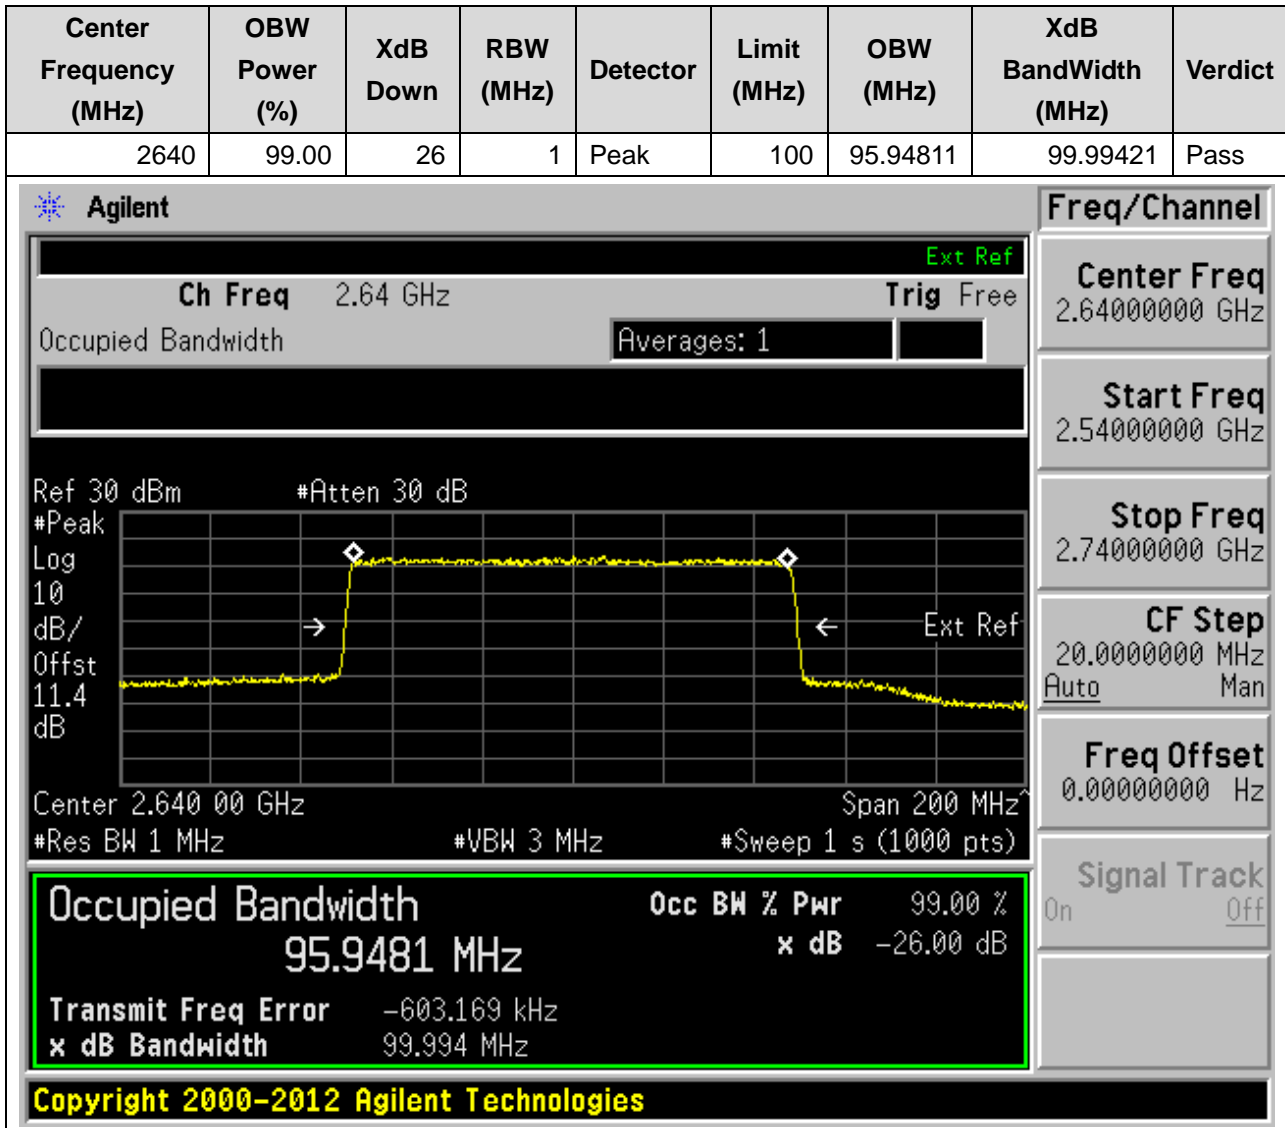 Center Frequency (MHz) OBW Power (%) XdB Down RBW (MHz) Detector Limit (MHz) OBW (MHz) XdB BandWidth (MHz) Verdict
2640 99.00 26 1 Peak 100 95.94811 99.99421 Pass
Agilent
Freq/Channel
Ext Ref
Ch Freq 2.64 GHz Trig Free
Occupied Bandwidth Averages: 1
Center Freq
2.64000000 GHz
Start Freq
2.54000000 GHz
Stop Freq
2.74000000 GHz
CF Step
20.0000000 MHz
Auto Man
Freq Offset
0.00000000 Hz
Signal Track
On Off
Ref 30 dBm #Atten 30 dB
#Peak
Log
10
dB/
Offst
11.4
dB
Ext Ref
Center 2.640 00 GHz Span 200 MHz^
#Res BW 1 MHz #VBW 3 MHz #Sweep 1 s (1000 pts)
Occupied Bandwidth Occ BW % Pwr 99.00 %
95.9481 MHz x dB -26.00 dB
Transmit Freq Error -603.169 kHz
x dB Bandwidth 99.994 MHz
Copyright 2000-2012 Agilent Technologies